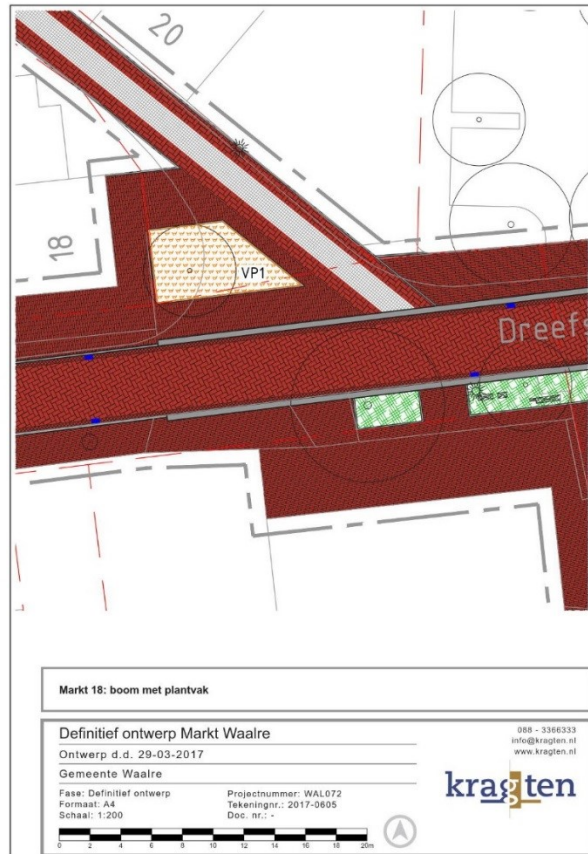 20
18
VP1
Dreefs
Markt 18: boom met plantvak
Definitief ontwerp Markt Waalre
Ontwerp d.d. 29-03-2017
Gemeente Waalre
Fase: Definitief ontwerp
Formaat: A4
Schaal: 1:200
Projectnummer: WAL072
Tekeningnr.: 2017-0605
Doc. nr.: -
0 2 4 6 8 10 12 14 16 18 20m
088 - 3366333
info@kragten.nl
www.kragten.nl
kragten